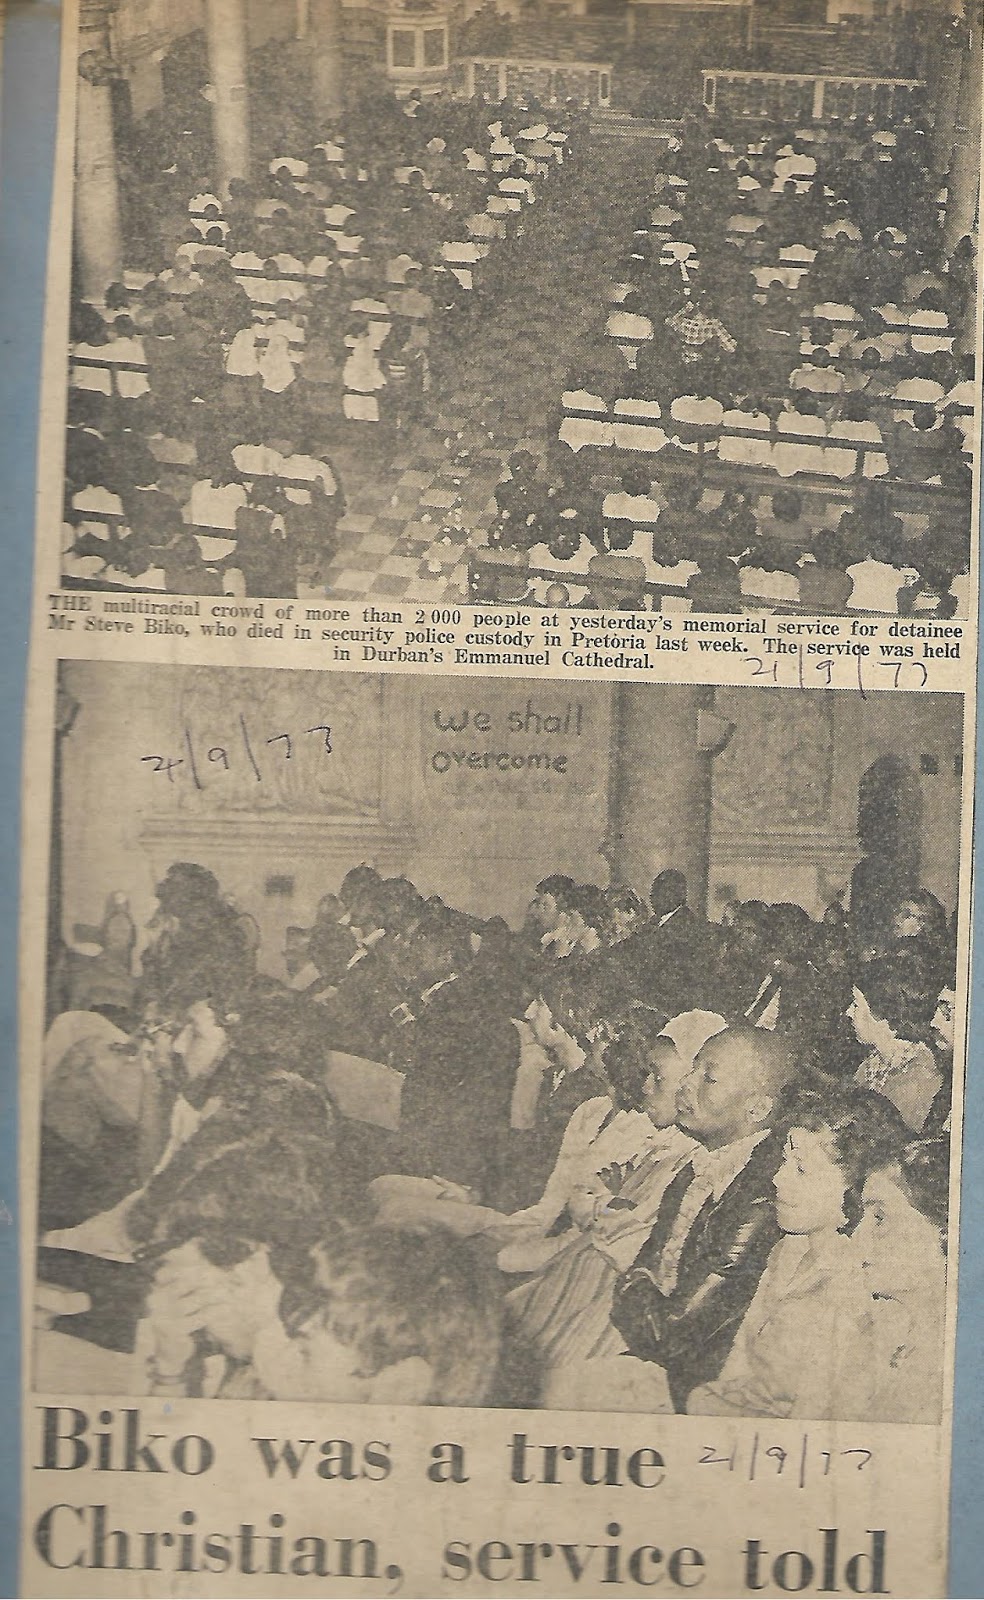 THE multiracial crowd of more than 2 000 people at yesterday's memorial service for detainee
Mr Steve Biko, who died in security police custody in Pretoria last week. The service was held
in Durban's Emmanuel Cathedral.
21/9/77
21/9/77
we shall
overcome
Biko was a true
21/9/77
Christian, service told